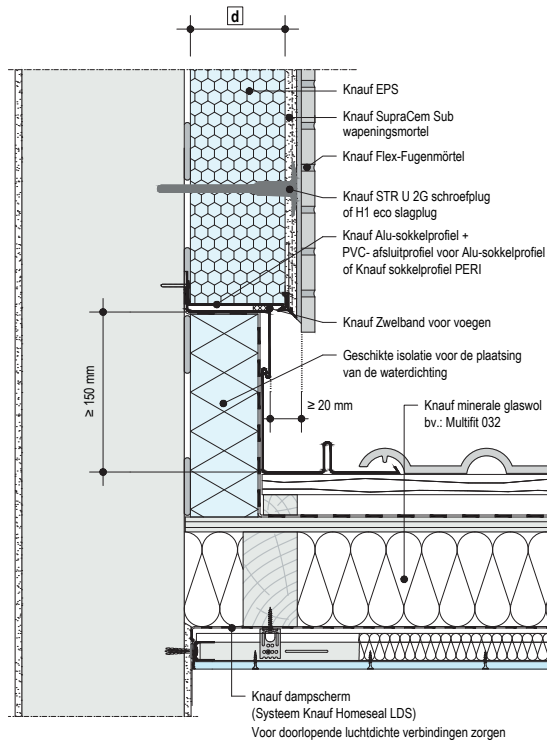 d
Knauf EPS
Knauf SupraCem Sub
wapeningsmortel
Knauf Flex-Fugenmörtel
Knauf STR U 2G schroefplug
of H1 eco slagplug
Knauf Alu-sokkelprofiel +
PVC- afsluitprofiel voor Alu-sokkelprofiel
of Knauf sokkelprofiel PERI
Knauf Zwelband voor voegen
Geschikte isolatie voor de plaatsing
van de waterdichting
≥ 150 mm
≥ 20 mm
Knauf minerale glaswol
bv.: Multifit 032
Knauf dampscherm
(Systeem Knauf Homeseal LDS)
Voor doorlopende luchtdichte verbindingen zorgen